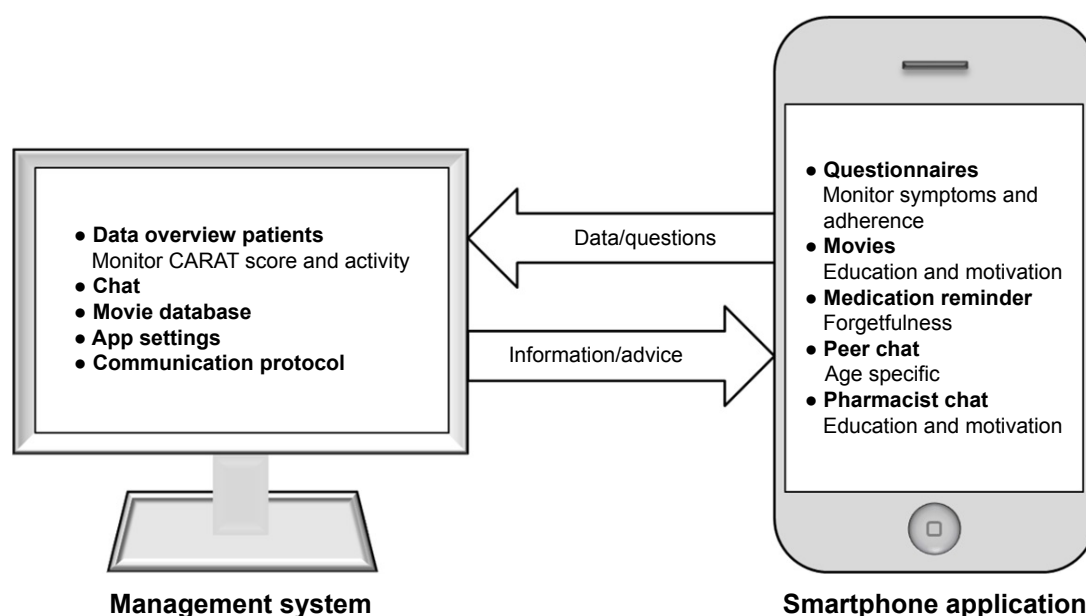 ● Data overview patients
Monitor CARAT score and activity
● Chat
● Movie database
● App settings
● Communication protocol
Management system
Data/questions
Information/advice
● Questionnaires
Monitor symptoms and
adherence
● Movies
Education and motivation
● Medication reminder
Forgetfulness
● Peer chat
Age specific
● Pharmacist chat
Education and motivation
Smartphone application